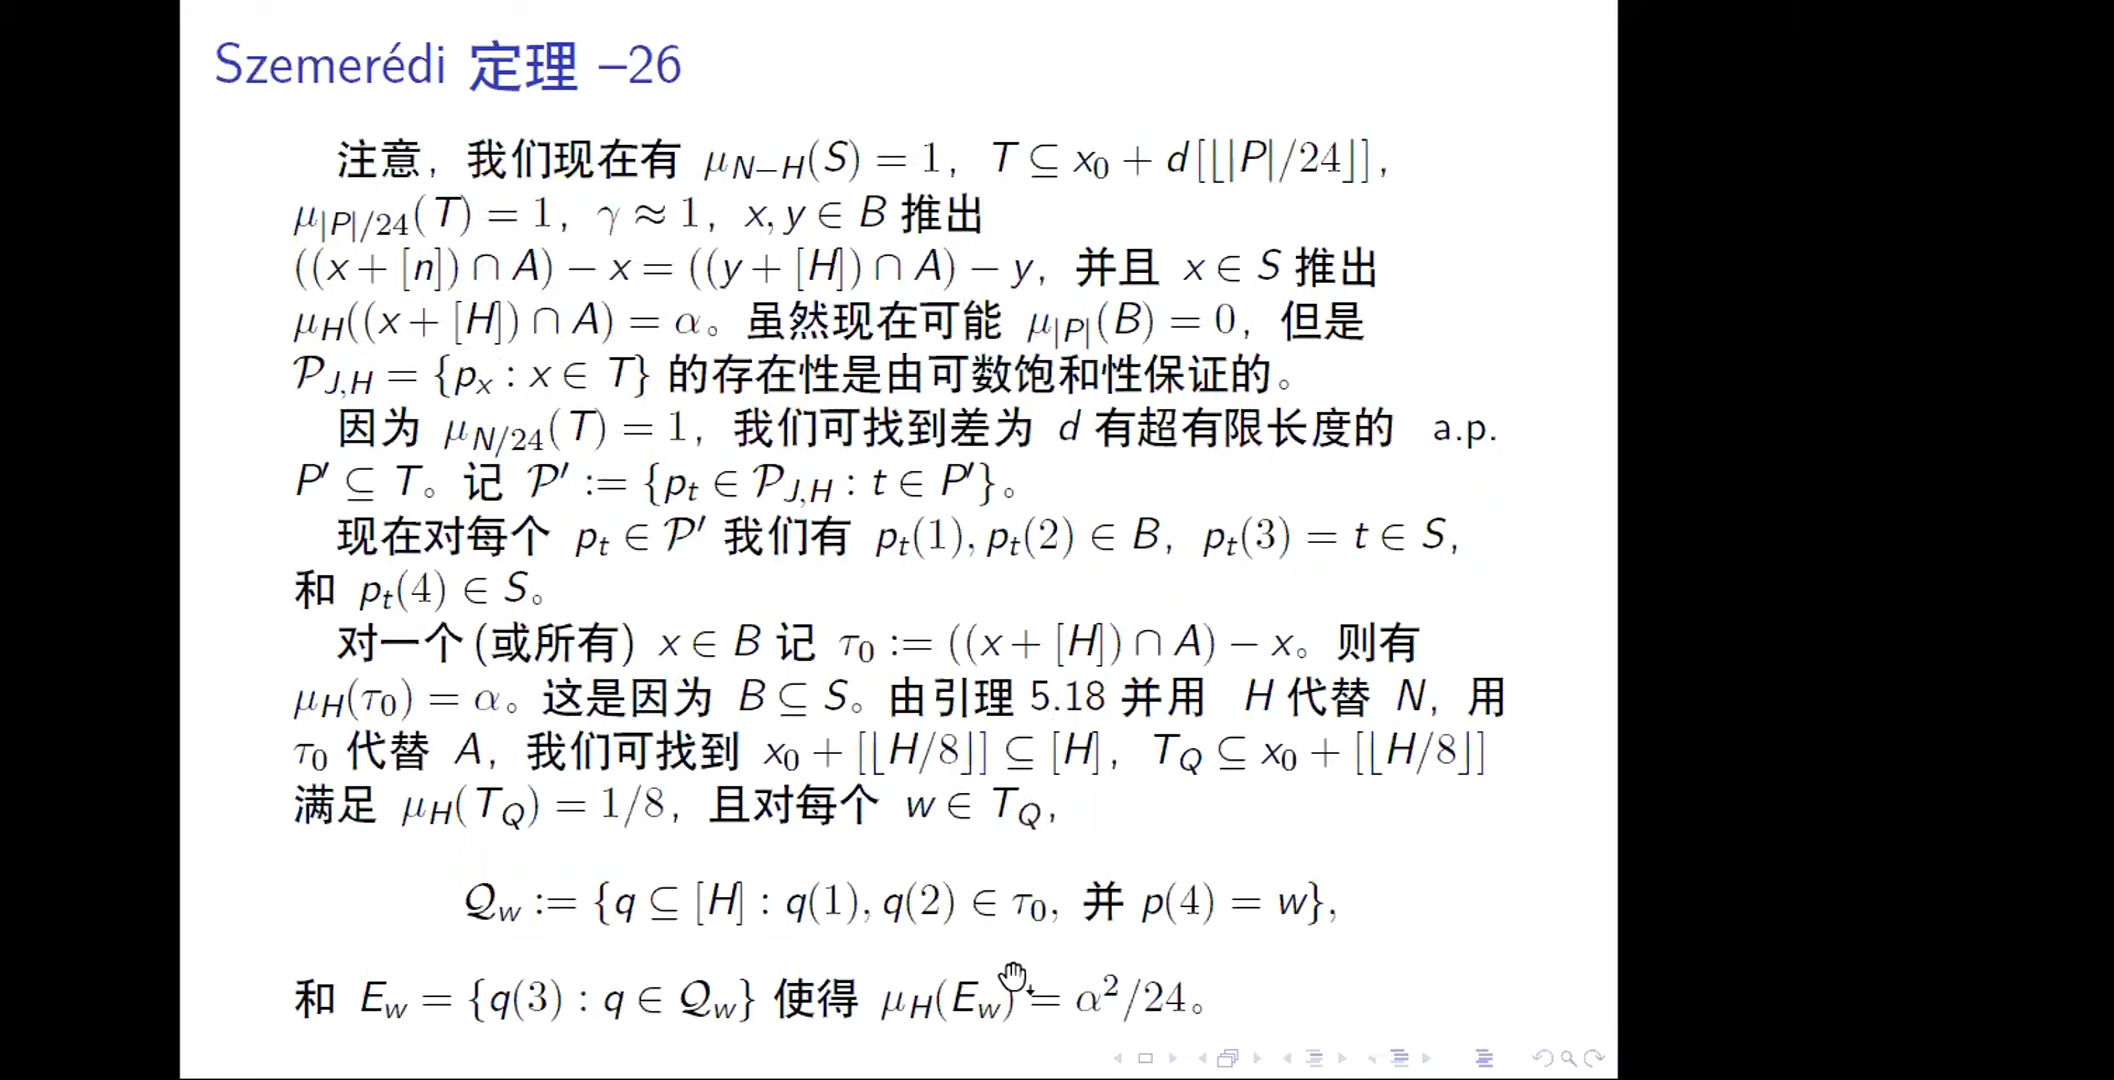 Szemerédi 定理 –26
注意，我们现在有 μ_{N−H}(S) = 1，T ⊆ x₀ + d[⌊|P|/24⌋]，
μ_{|P|/24}(T) = 1，γ ≈ 1，x, y ∈ B 推出
((x + [n]) ∩ A) − x = ((y + [H]) ∩ A) − y，并且 x ∈ S 推出
μ_H((x + [H]) ∩ A) = α。虽然现在可能 μ_{|P|}(B) = 0，但是
𝒫_{J,H} = {p_x : x ∈ T} 的存在性是由可数饱和性保证的。
因为 μ_{N/24}(T) = 1，我们可找到差为 d 有超有限长度的 a.p.
P′ ⊆ T。记 𝒫′ := {p_t ∈ 𝒫_{J,H} : t ∈ P′}。
现在对每个 p_t ∈ 𝒫′ 我们有 p_t(1), p_t(2) ∈ B，p_t(3) = t ∈ S，
和 p_t(4) ∈ S。
对一个(或所有) x ∈ B 记 τ₀ := ((x + [H]) ∩ A) − x。则有
μ_H(τ₀) = α。这是因为 B ⊆ S。由引理 5.18 并用 H 代替 N，用
τ₀ 代替 A，我们可找到 x₀ + [⌊H/8⌋] ⊆ [H]，T_Q ⊆ x₀ + [⌊H/8⌋]
满足 μ_H(T_Q) = 1/8，且对每个 w ∈ T_Q，
𝒬_w := {q ⊆ [H] : q(1), q(2) ∈ τ₀, 并 p(4) = w},
和 E_w = {q(3) : q ∈ 𝒬_w} 使得 μ_H(E_w) = α²/24。